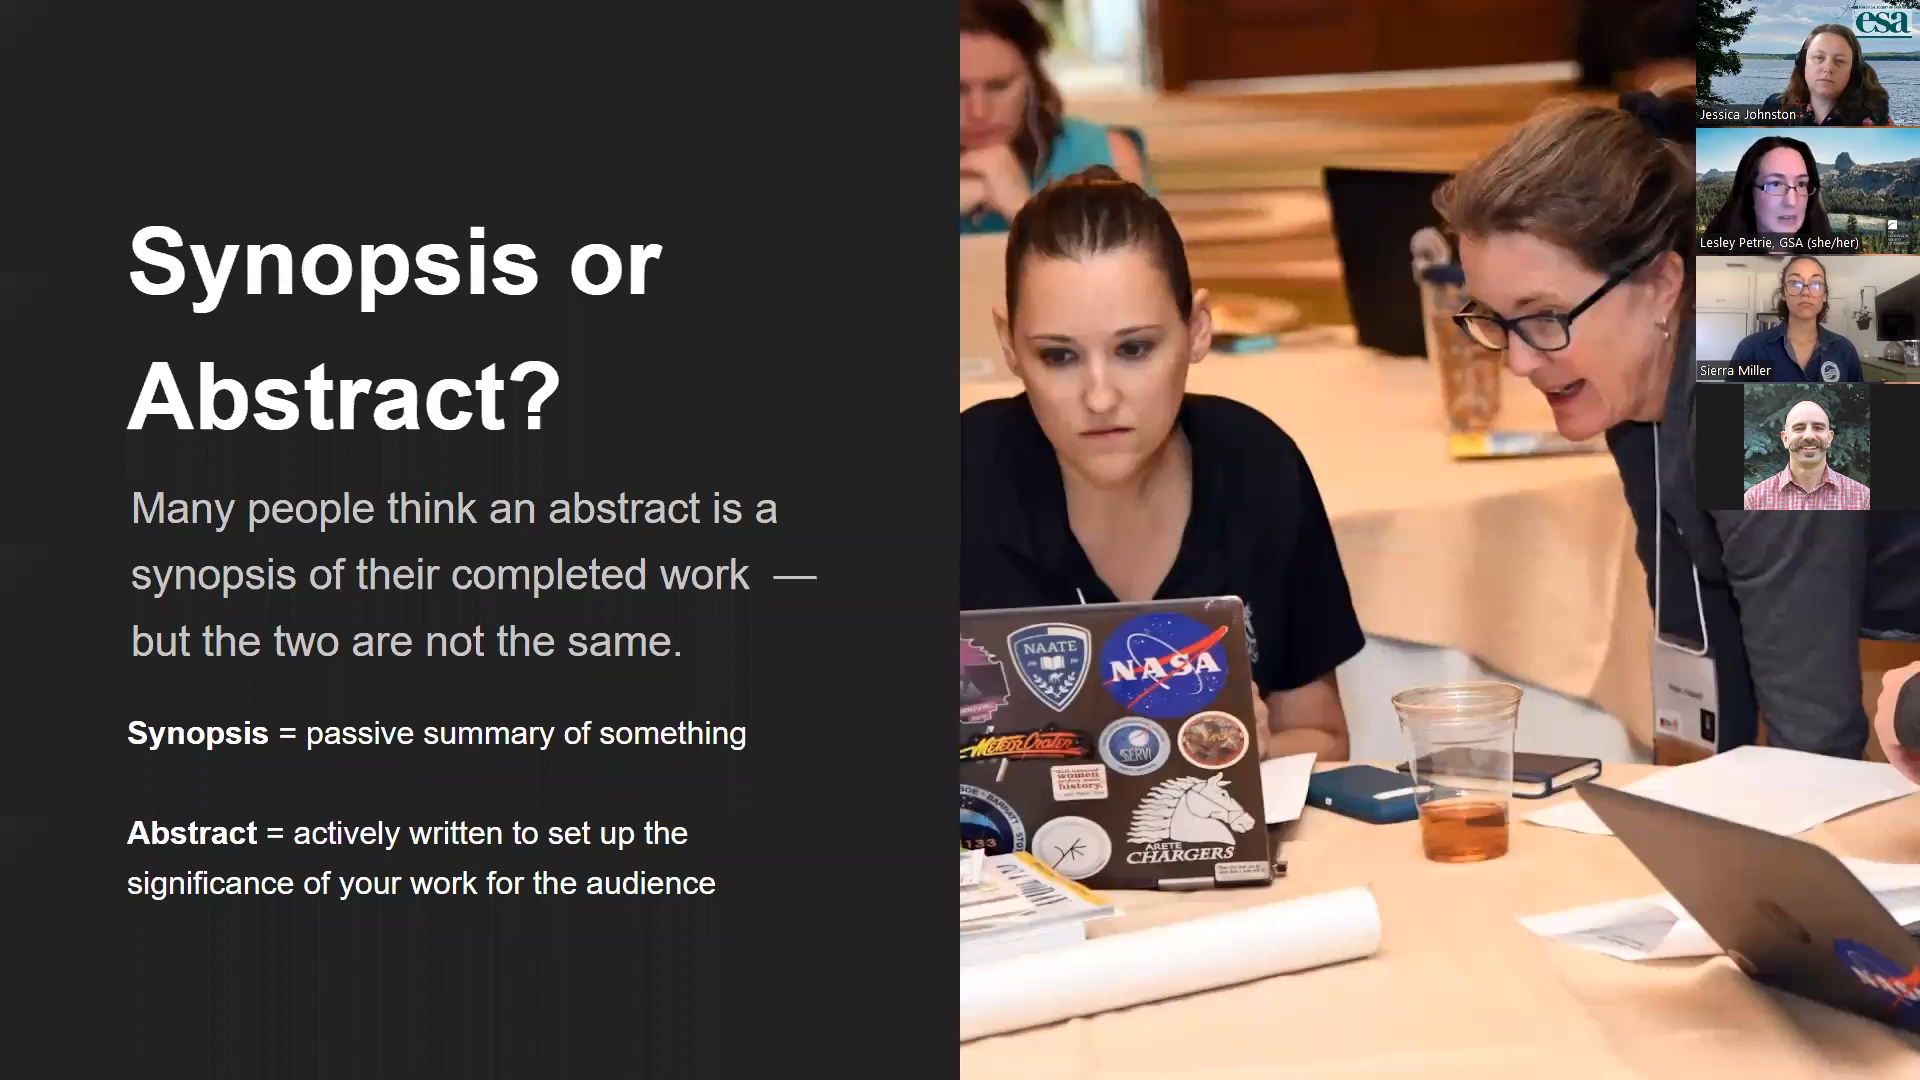 Synopsis or
Abstract?
Many people think an abstract is a
synopsis of their completed work —
but the two are not the same.
Synopsis = passive summary of something
Abstract = actively written to set up the
significance of your work for the audience
esa
Jessica Johnston
Lesley Petrie, GSA (she/her)
Sierra Miller
NAATE
NASA
Meteor Crater
SERVI
women
history.
133
ARETE
CHARGERS
NASA